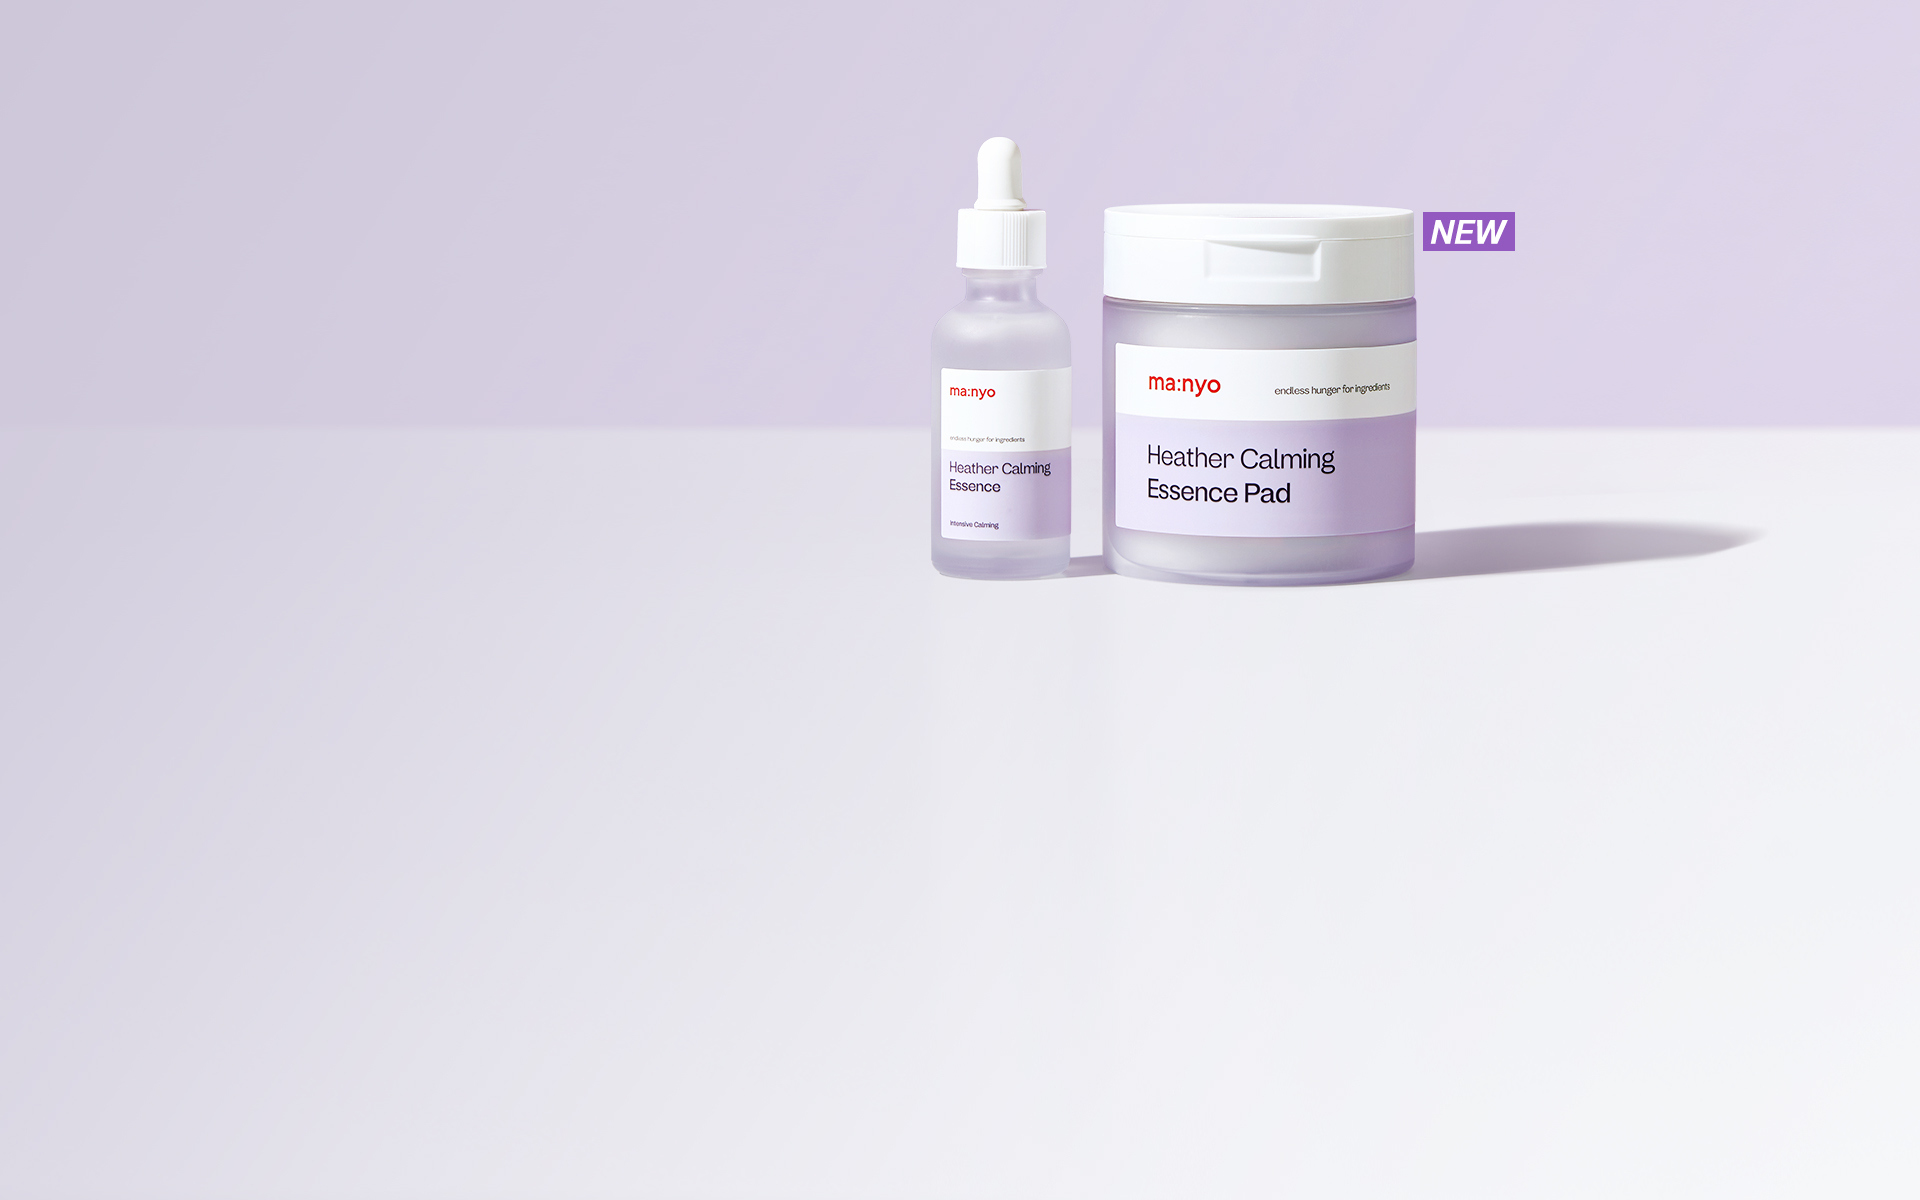 ma:nyo
endless hunger for ingredients
Heather Calming
Essence
Intensive Calming
ma:nyo
endless hunger for ingredients
Heather Calming
Essence Pad
NEW